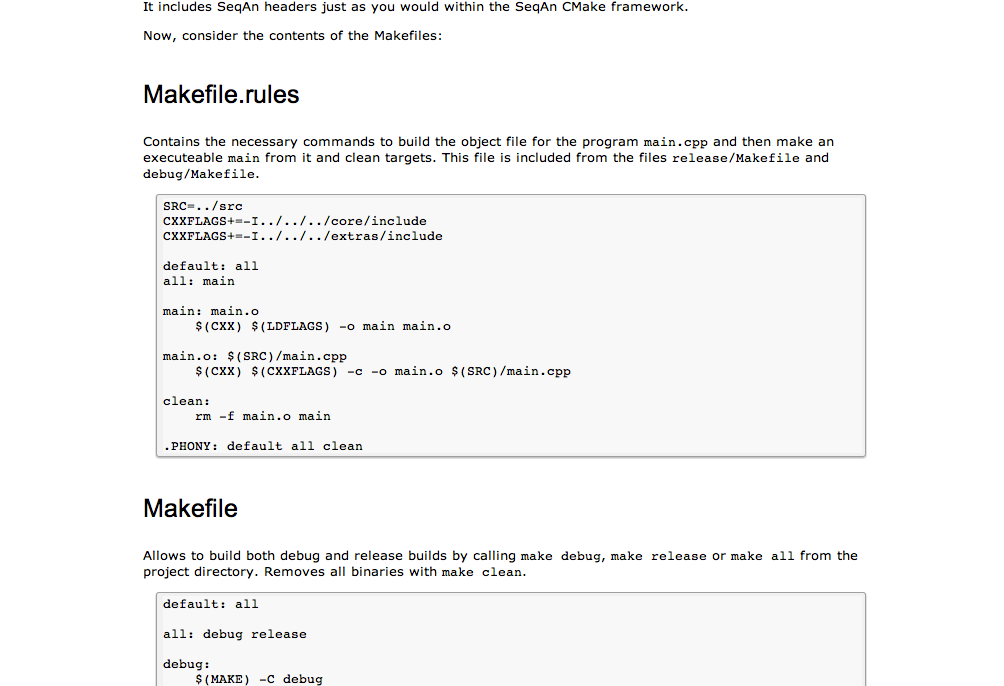 It includes SeqAn headers just as you would within the SeqAn CMake framework.
Now, consider the contents of the Makefiles:
Makefile.rules
Contains the necessary commands to build the object file for the program main.cpp and then make an
executeable main from it and clean targets. This file is included from the files release/Makefile and
debug/Makefile.
SRC=../src
CXXFLAGS+=-I../../../core/include
CXXFLAGS+=-I../../../extras/include
default: all
all: main
main: main.o
$(CXX) $(LDFLAGS) -o main main.o
main.o: $(SRC)/main.cpp
$(CXX) $(CXXFLAGS) -c -o main.o $(SRC)/main.cpp
clean:
rm -f main.o main
.PHONY: default all clean
Makefile
Allows to build both debug and release builds by calling make debug, make release or make all from the
project directory. Removes all binaries with make clean.
default: all
all: debug release
debug:
$(MAKE) -C debug